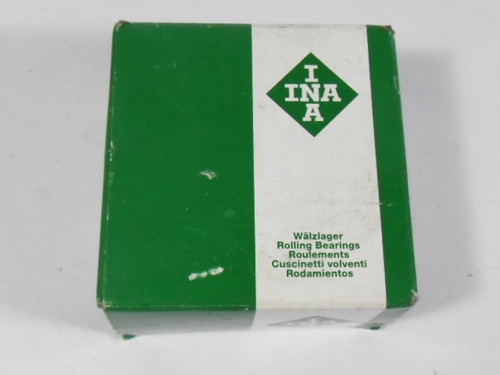 I
INA
A
Wälzlager
Rolling Bearings
Roulements
Cuscinetti volventi
Rodamientos